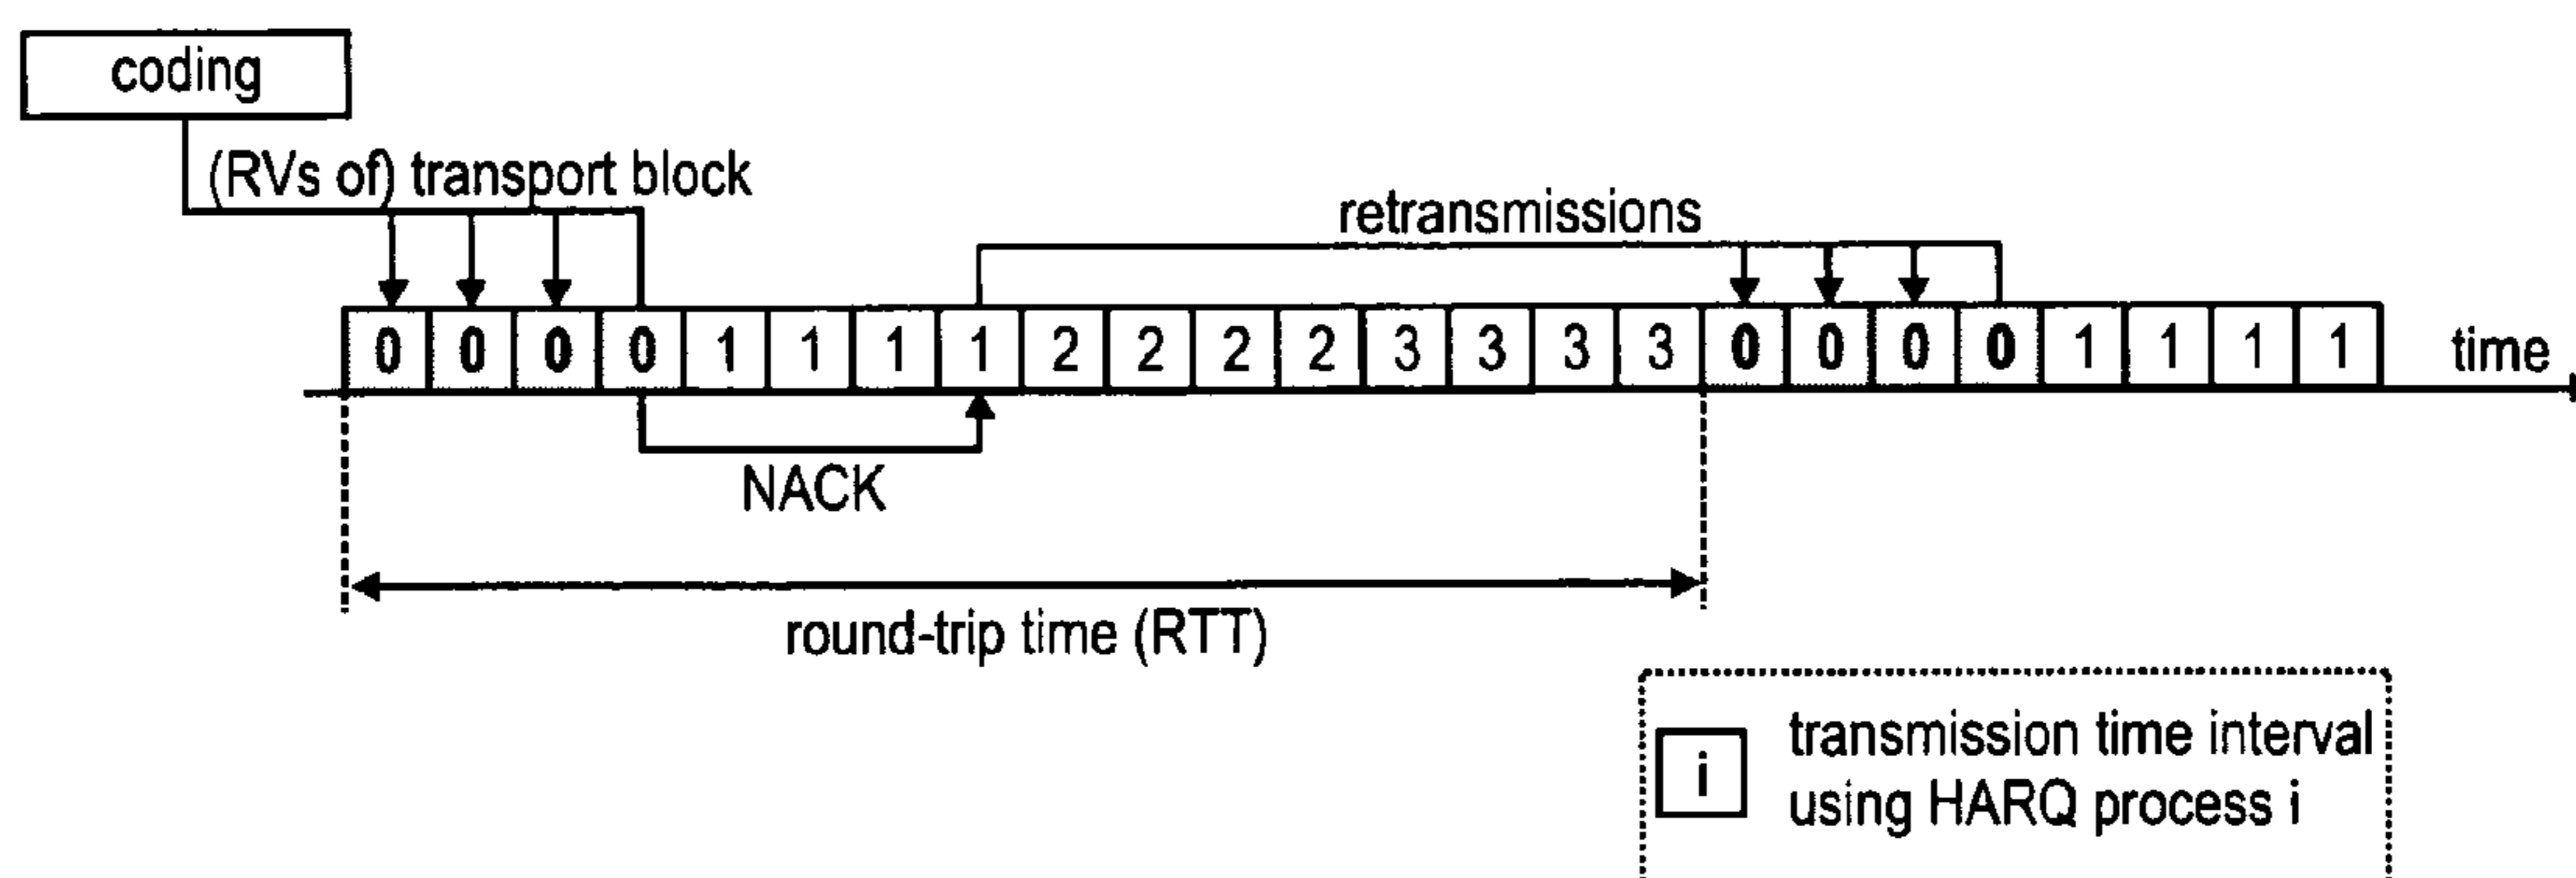 coding
(RVs of) transport block
retransmissions
0 0 0 0 1 1 1 1 2 2 2 2 3 3 3 3 0 0 0 0 1 1 1 1 time
NACK
round-trip time (RTT)
i transmission time interval
using HARQ process i